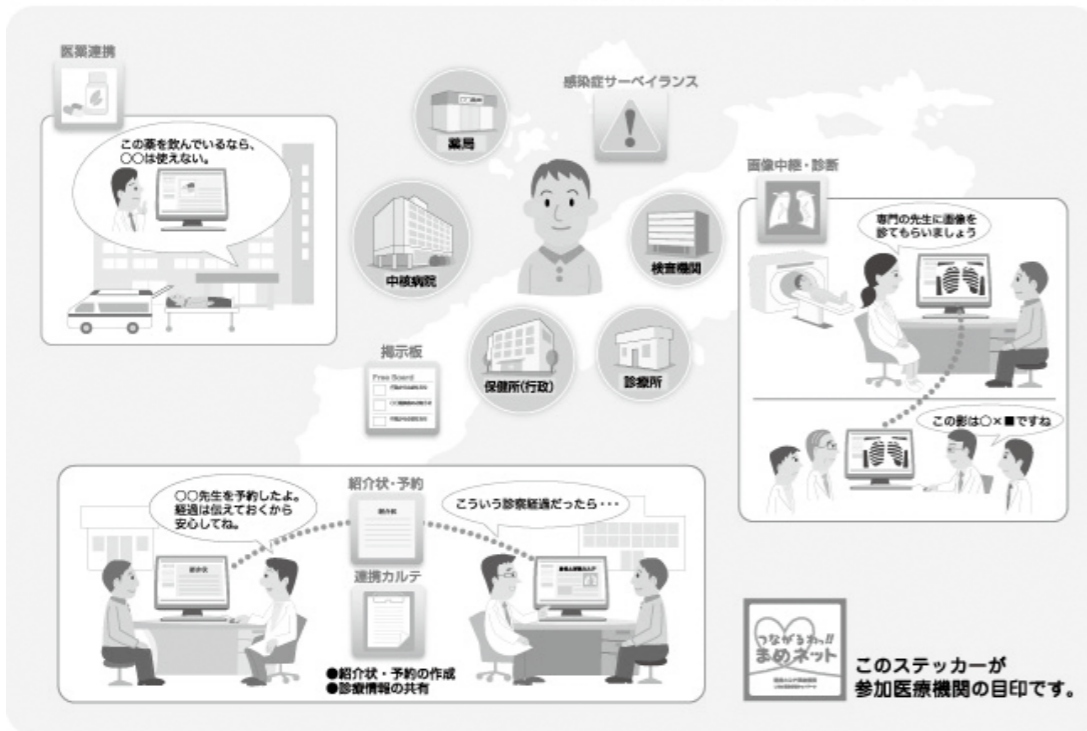 医薬連携
この薬を飲んでいるなら、
○○は使えない。
薬局
感染症サーベイランス
中核病院
検査機関
画像中継・診断
専門の先生に画像を
診てもらいましょう
掲示板
Free Board
保健所(行政)
診療所
この影は○×■ですね
紹介状・予約
○○先生を予約したよ。
経過は伝えておくから
安心してね。
紹介状
こういう診察経過だったら・・・
紹介状
連携カルテ
●紹介状・予約の作成
●診療情報の共有
つながるわっ!!
まめネット
このステッカーが
参加医療機関の目印です。